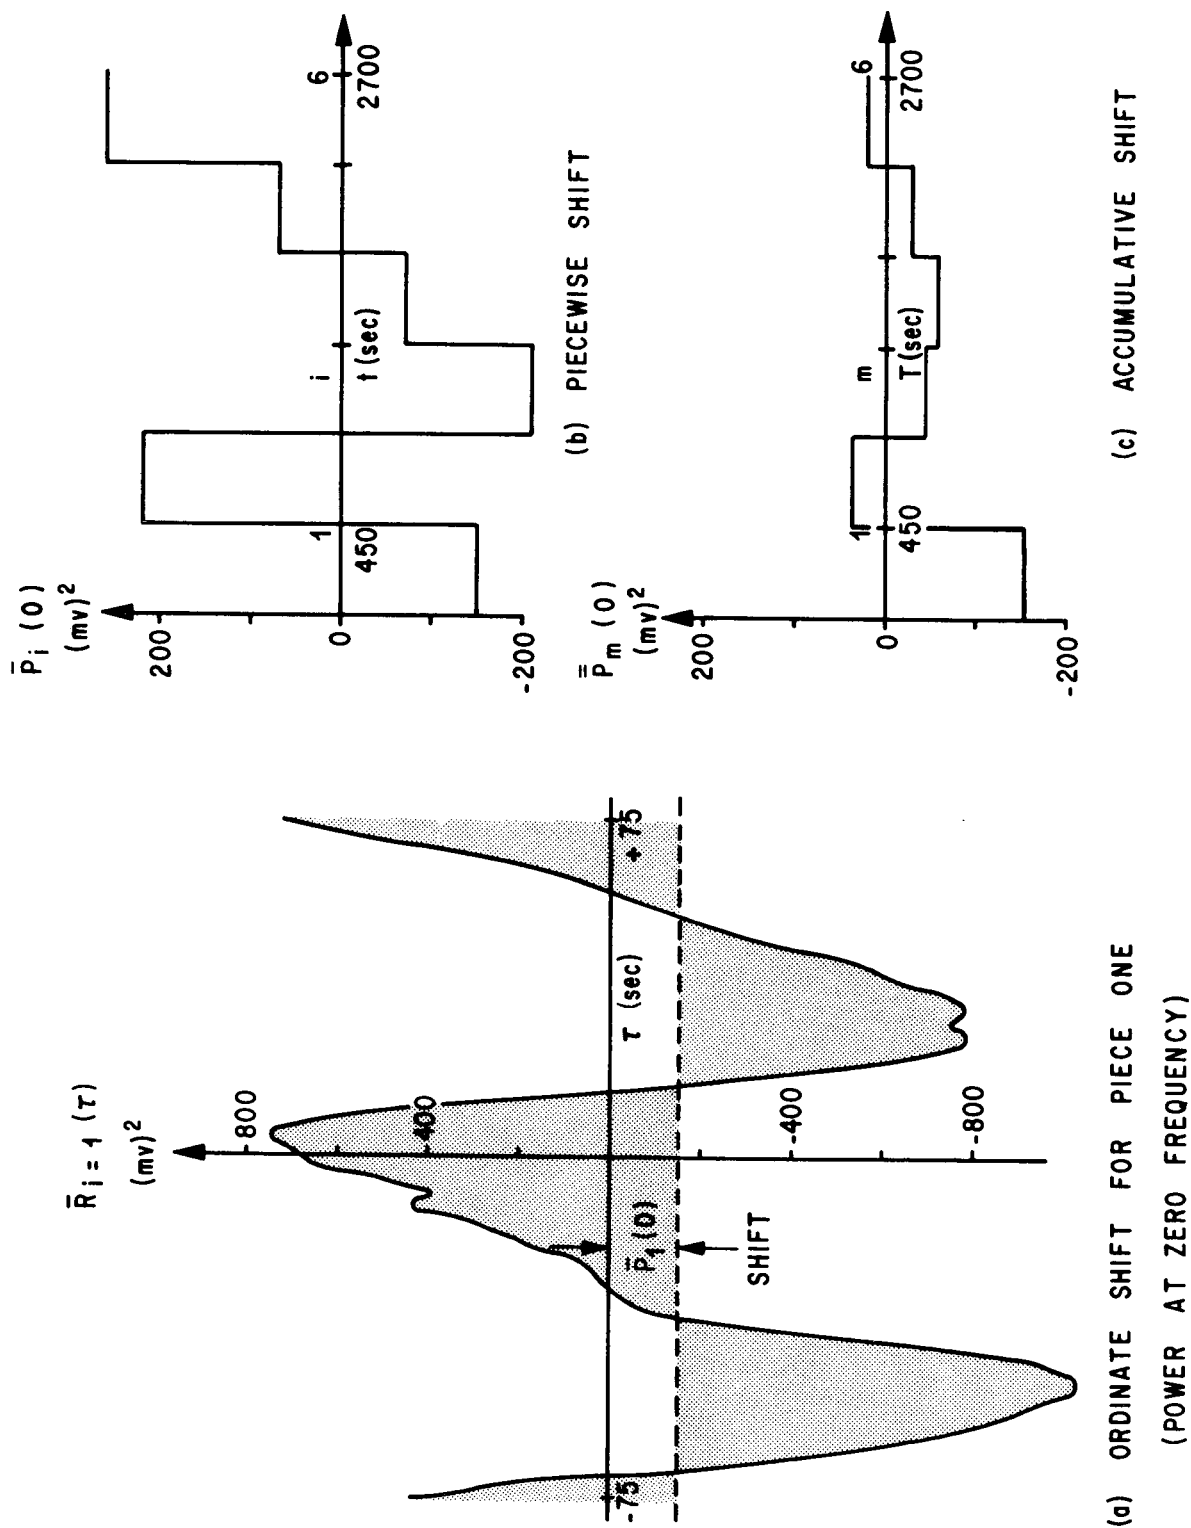 R̄ᵢ₌₁ (τ)
(mv)²
800
400
-400
-800
-75
+75
τ (sec)
P̄₁(0)
SHIFT
(a) ORDINATE SHIFT FOR PIECE ONE
(POWER AT ZERO FREQUENCY)
P̄ᵢ (0)
(mv)²
200
0
-200
1
450
i
t(sec)
6
2700
(b) PIECEWISE SHIFT
P̿ₘ (0)
(mv)²
200
0
-200
1
450
m
T(sec)
6
2700
(c) ACCUMULATIVE SHIFT